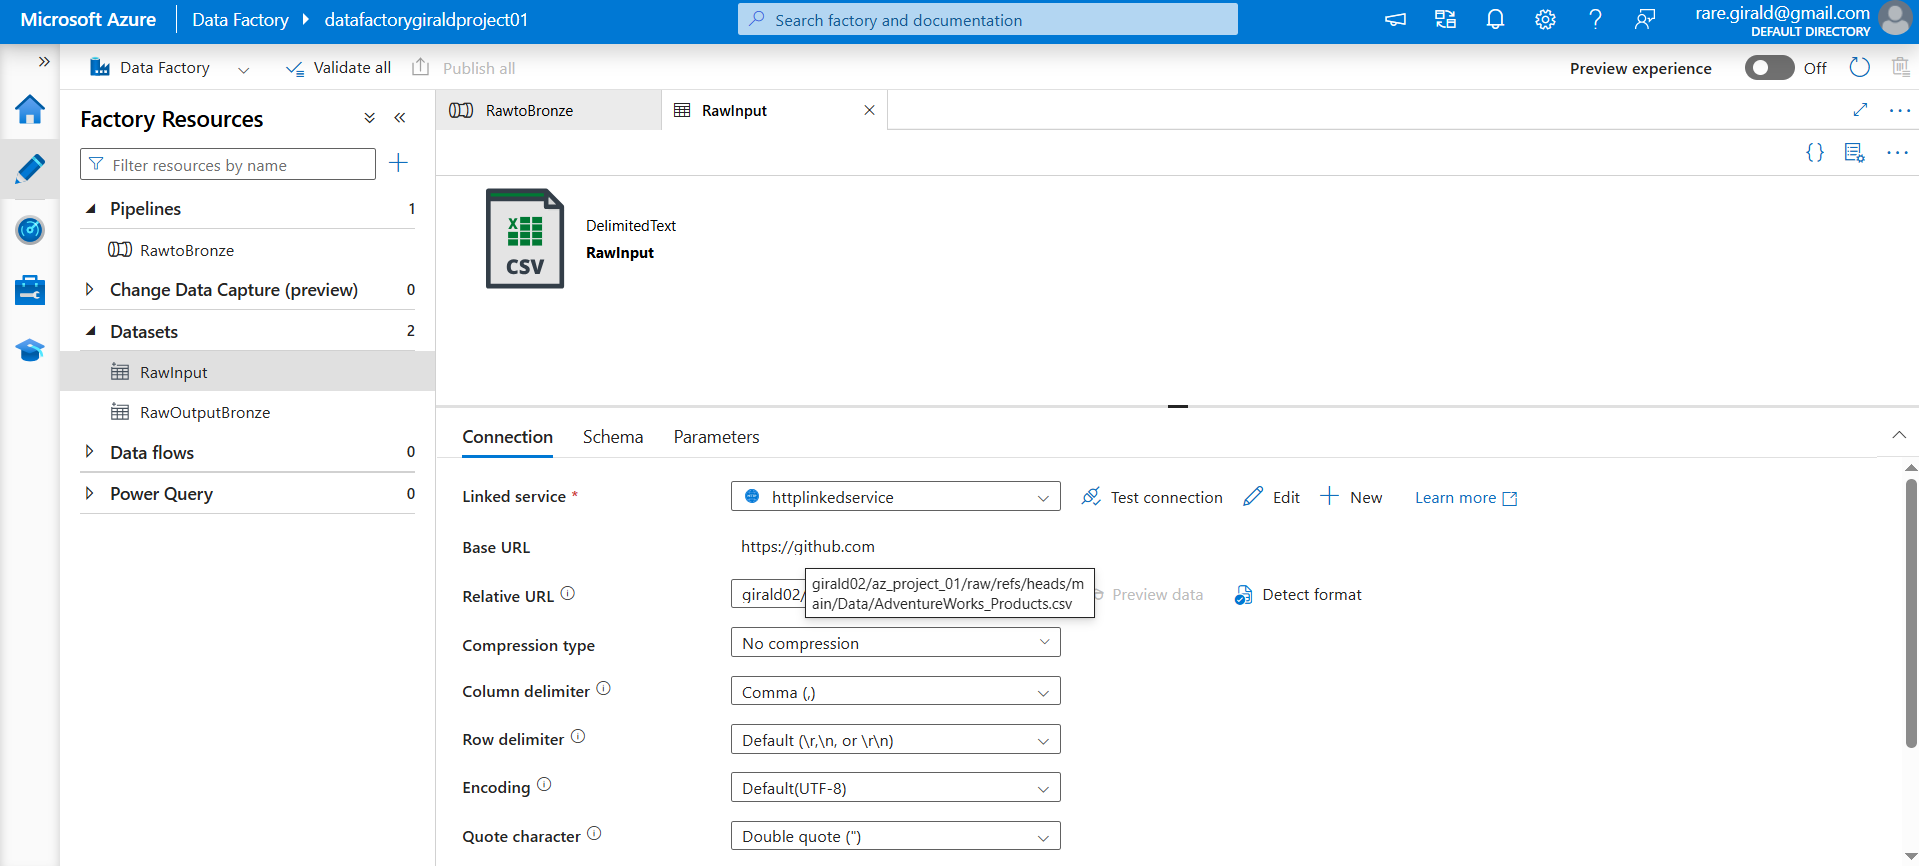 Microsoft Azure
Data Factory
datafactorygiraldproject01
Search factory and documentation
rare.girald@gmail.com
DEFAULT DIRECTORY
Data Factory
Validate all
Publish all
Preview experience
Off
Factory Resources
Filter resources by name
Pipelines 1
RawtoBronze
Change Data Capture (preview) 0
Datasets 2
RawInput
RawOutputBronze
Data flows 0
Power Query 0
RawtoBronze
RawInput
CSV
DelimitedText
RawInput
Connection
Schema
Parameters
Linked service *
httplinkedservice
Test connection
Edit
New
Learn more
Base URL
https://github.com
Relative URL
girald02/
girald02/az_project_01/raw/refs/heads/m
ain/Data/AdventureWorks_Products.csv
Preview data
Detect format
Compression type
No compression
Column delimiter
Comma (,)
Row delimiter
Default (\r,\n, or \r\n)
Encoding
Default(UTF-8)
Quote character
Double quote (")